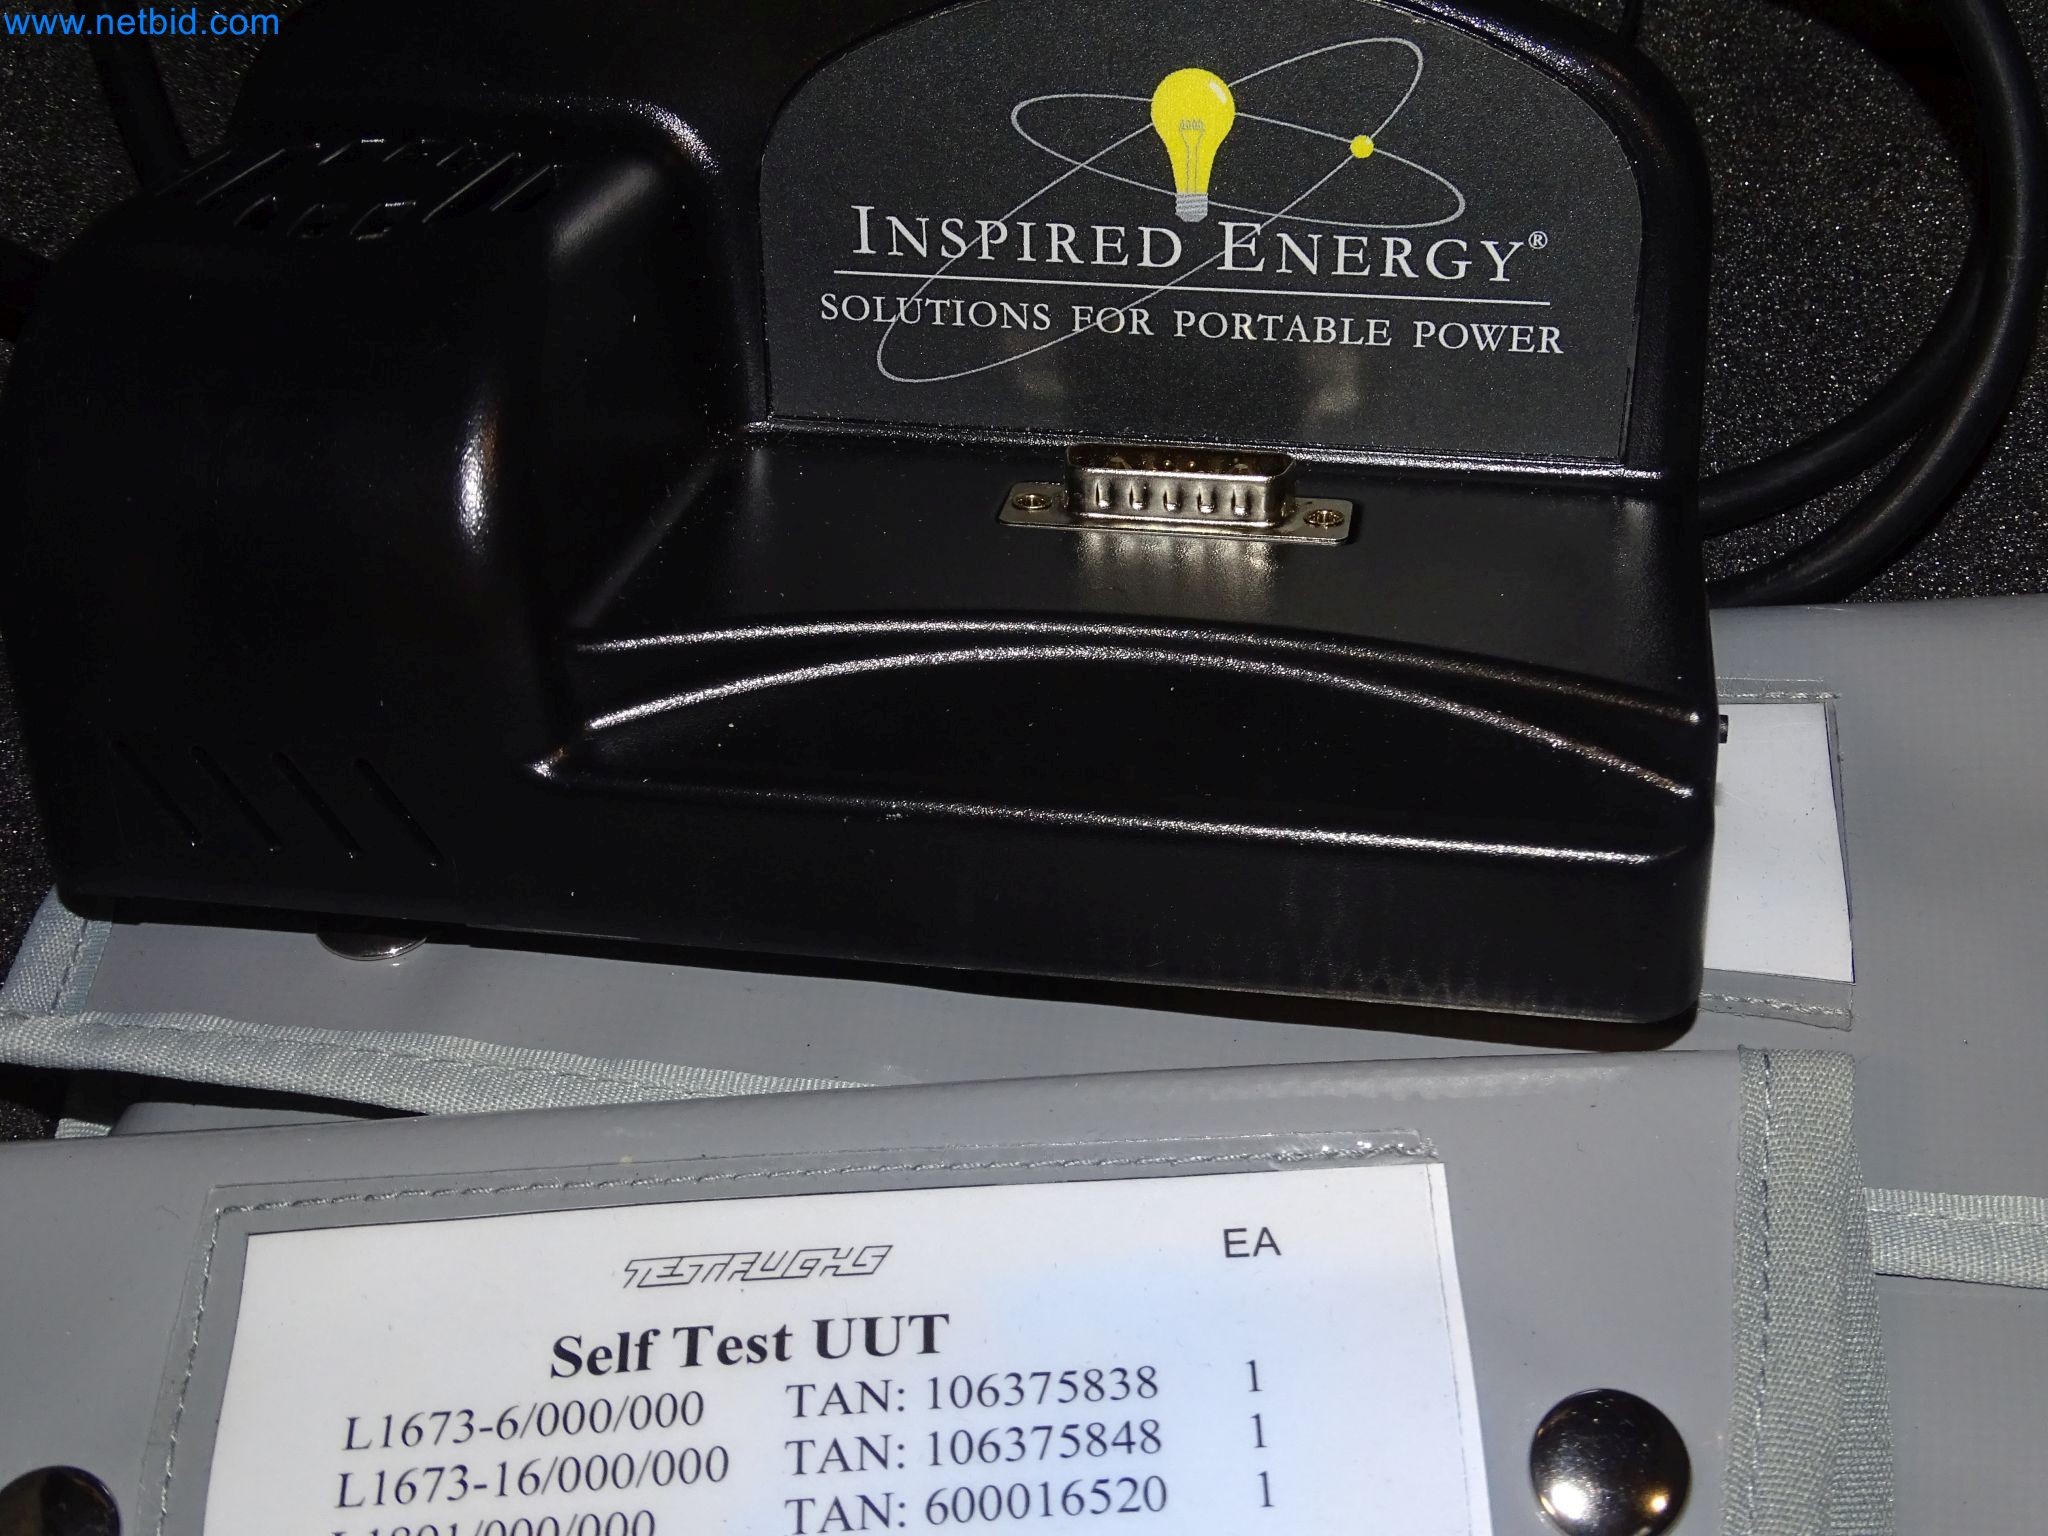 www.netbid.com
INSPIRED ENERGY®
SOLUTIONS FOR PORTABLE POWER
TESTFUCHS EA
Self Test UUT
L1673-6/000/000 TAN: 106375838 1
L1673-16/000/000 TAN: 106375848 1
TAN: 600016520 1